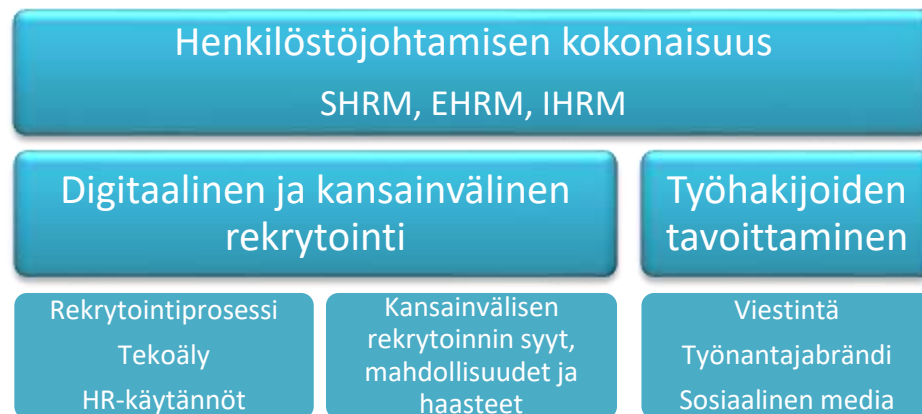 Henkilöstöjohtamisen kokonaisuus
SHRM, EHRM, IHRM
Digitaalinen ja kansainvälinen
rekrytointi
Työhakijoiden
tavoittaminen
Rekrytointiprosessi
Tekoäly
HR-käytännöt
Kansainvälisen
rekrytoinnin syyt,
mahdollisuudet ja
haasteet
Viestintä
Työnantajabrändi
Sosiaalinen media